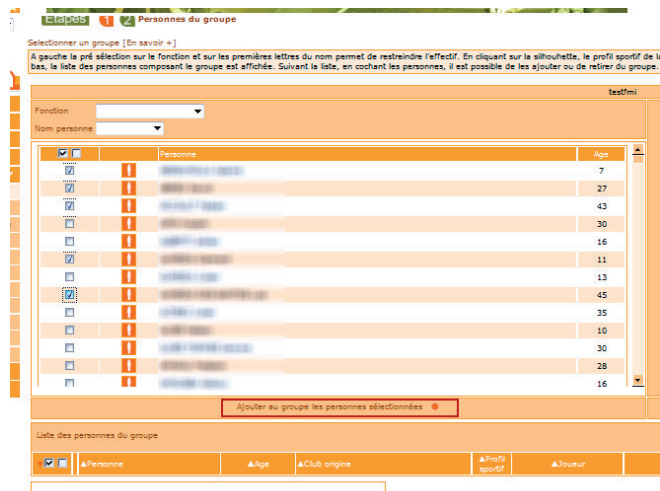 Etapes 1 2 Personnes du groupe
Selectionner un groupe [En savoir +]
A gauche la pré sélection sur le fonction et sur les premières lettres du nom permet de restreindre l'effectif. En cliquant sur la silhouette, le profil sportif de la
bas, la liste des personnes composant le groupe est affichée. Suivant la liste, en cochant les personnes, il est possible de les ajouter ou de retirer du groupe.
testfmi
Fonction
Nom personne
Personne Age
7
27
43
30
16
11
13
45
35
10
30
28
16
Ajouter au groupe les personnes sélectionnées
Liste des personnes du groupe
Personne Age Club origine Profil sportif Joueur